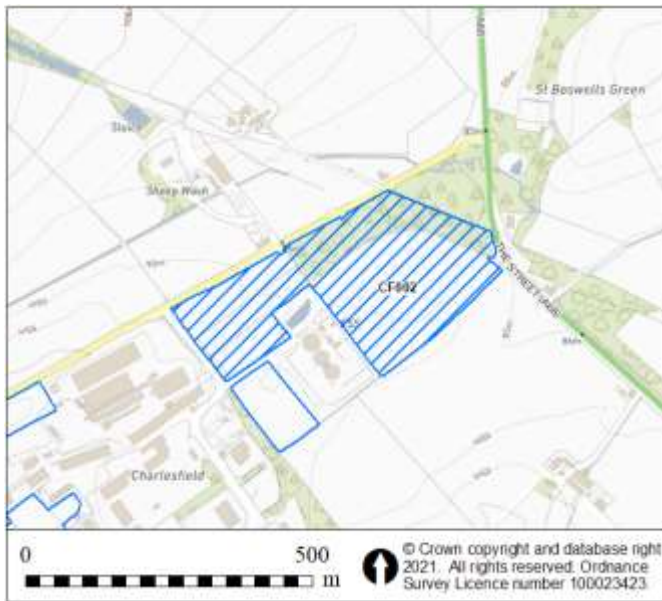 St Boswells Green
Sheep Wash
CF002
THE STREET
Charlesfield
0
500
m
© Crown copyright and database right
2021. All rights reserved. Ordnance
Survey Licence number 100023423.